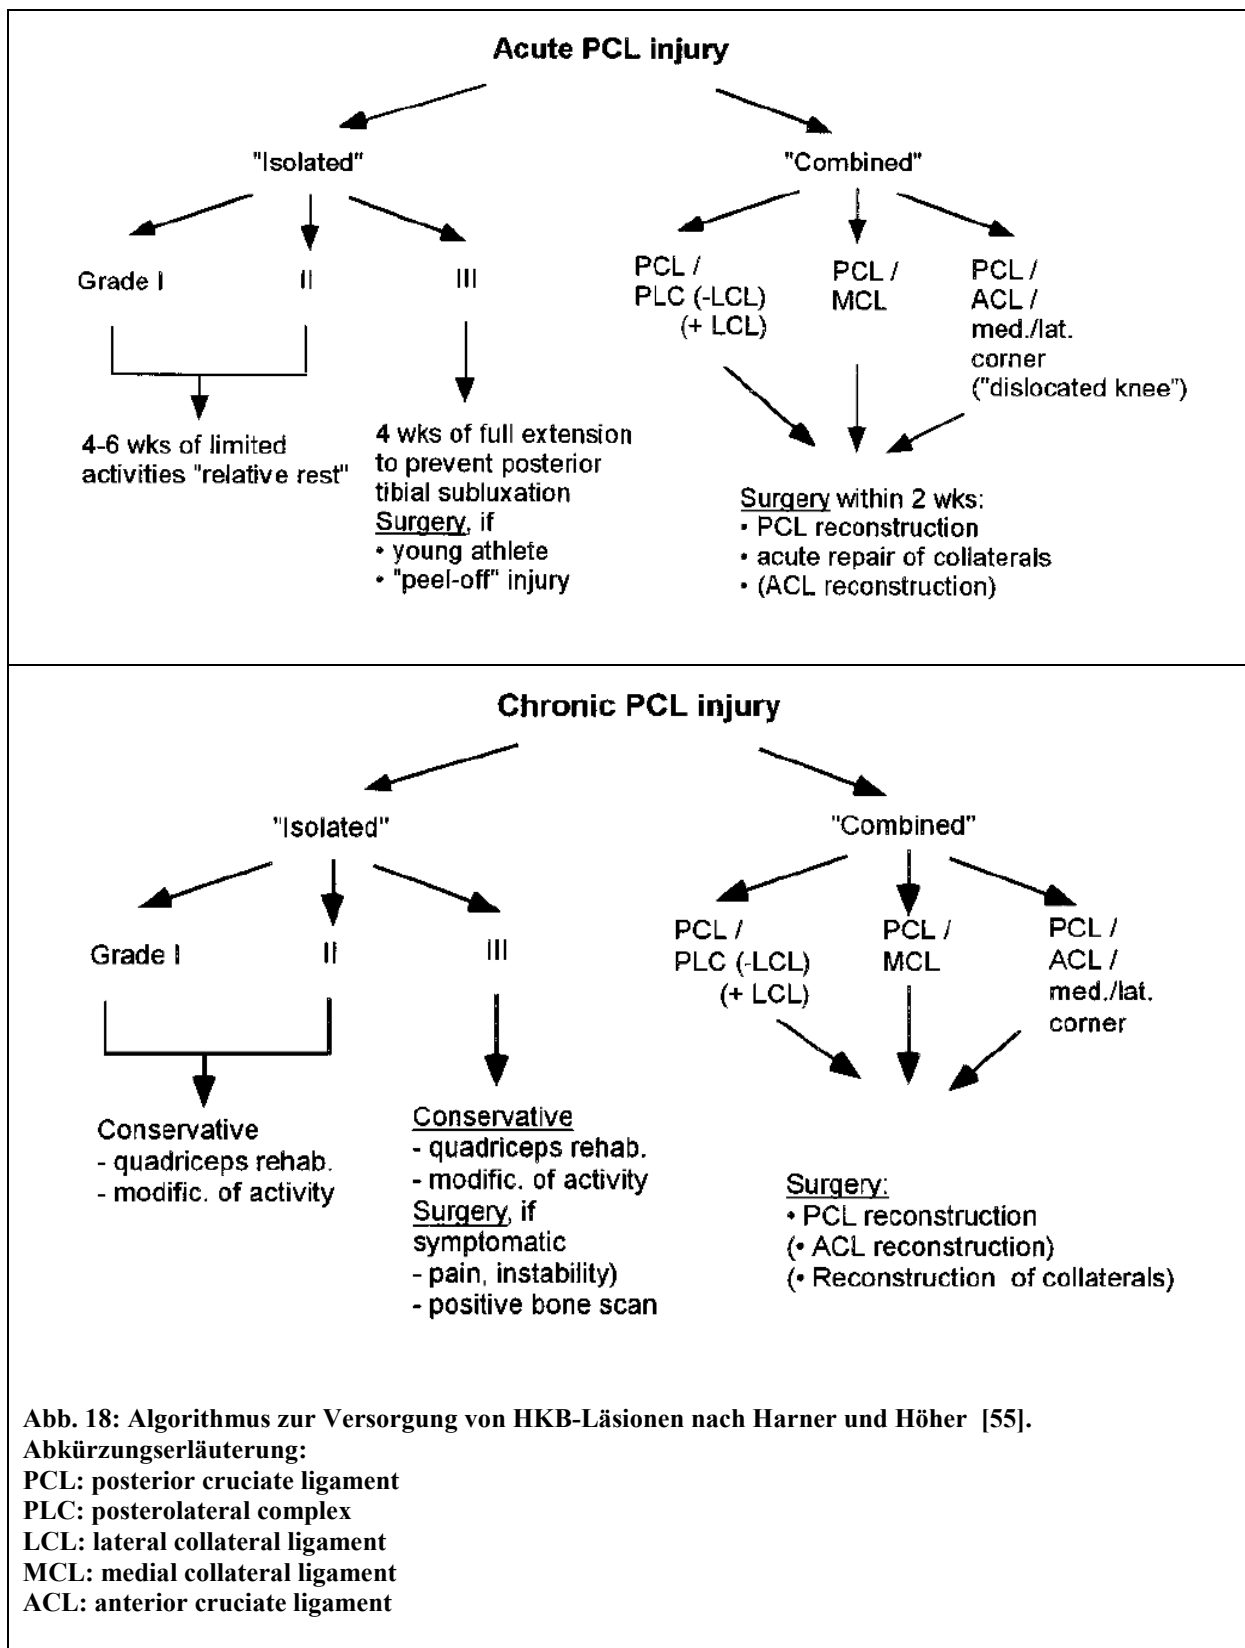 Acute PCL injury
"Isolated"
"Combined"
Grade I
II
III
PCL /
PLC (-LCL)
(+ LCL)
PCL /
MCL
PCL /
ACL /
med./lat.
corner
("dislocated knee")
4-6 wks of limited
activities "relative rest"
4 wks of full extension
to prevent posterior
tibial subluxation
Surgery, if
• young athlete
• "peel-off" injury
Surgery within 2 wks:
• PCL reconstruction
• acute repair of collaterals
• (ACL reconstruction)
Chronic PCL injury
"Isolated"
"Combined"
Grade I
II
III
PCL /
PLC (-LCL)
(+ LCL)
PCL /
MCL
PCL /
ACL /
med./lat.
corner
Conservative
- quadriceps rehab.
- modific. of activity
Conservative
- quadriceps rehab.
- modific. of activity
Surgery, if
symptomatic
- pain, instability)
- positive bone scan
Surgery:
• PCL reconstruction
(• ACL reconstruction)
(• Reconstruction of collaterals)
Abb. 18: Algorithmus zur Versorgung von HKB-Läsionen nach Harner und Höher [55].
Abkürzungserläuterung:
PCL: posterior cruciate ligament
PLC: posterolateral complex
LCL: lateral collateral ligament
MCL: medial collateral ligament
ACL: anterior cruciate ligament